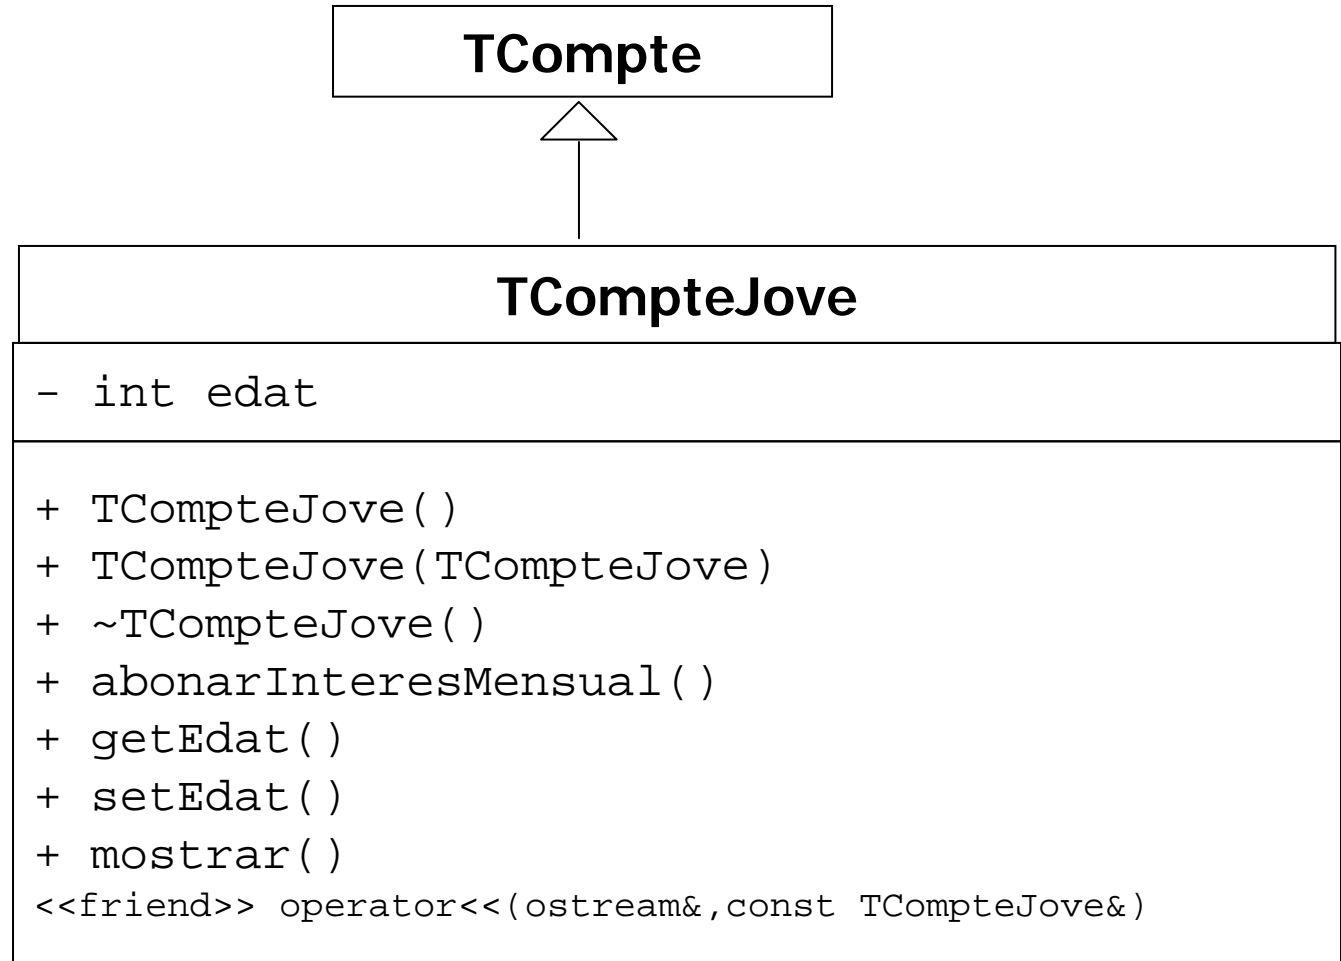 TCompte
TCompteJove
- int edat
+ TCompteJove()
+ TCompteJove(TCompteJove)
+ ~TCompteJove()
+ abonarInteresMensual()
+ getEdat()
+ setEdat()
+ mostrar()
<<friend>> operator<<(ostream&,const TCompteJove&)